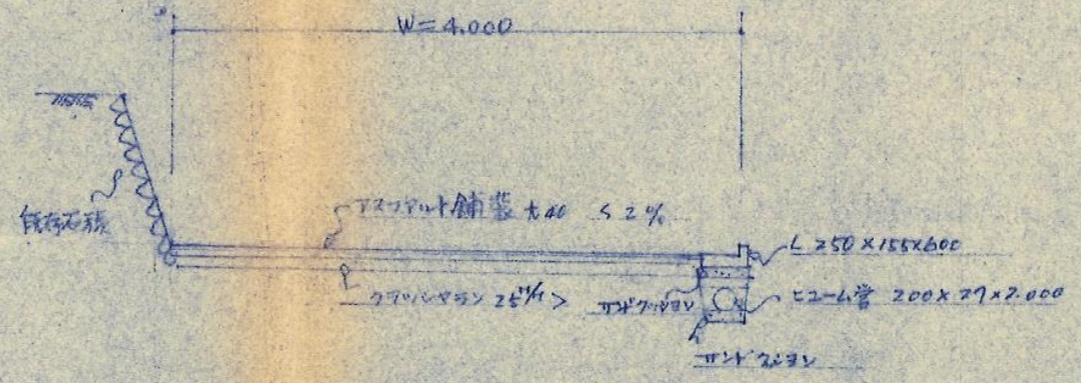 W=4.000
既存石積
アスファルト舗装 t40 S 2%
L 250×155×600
クラッシャラン 25m/m>
サンドクッション
ヒューム管 200×27×2.000
サンドクッション